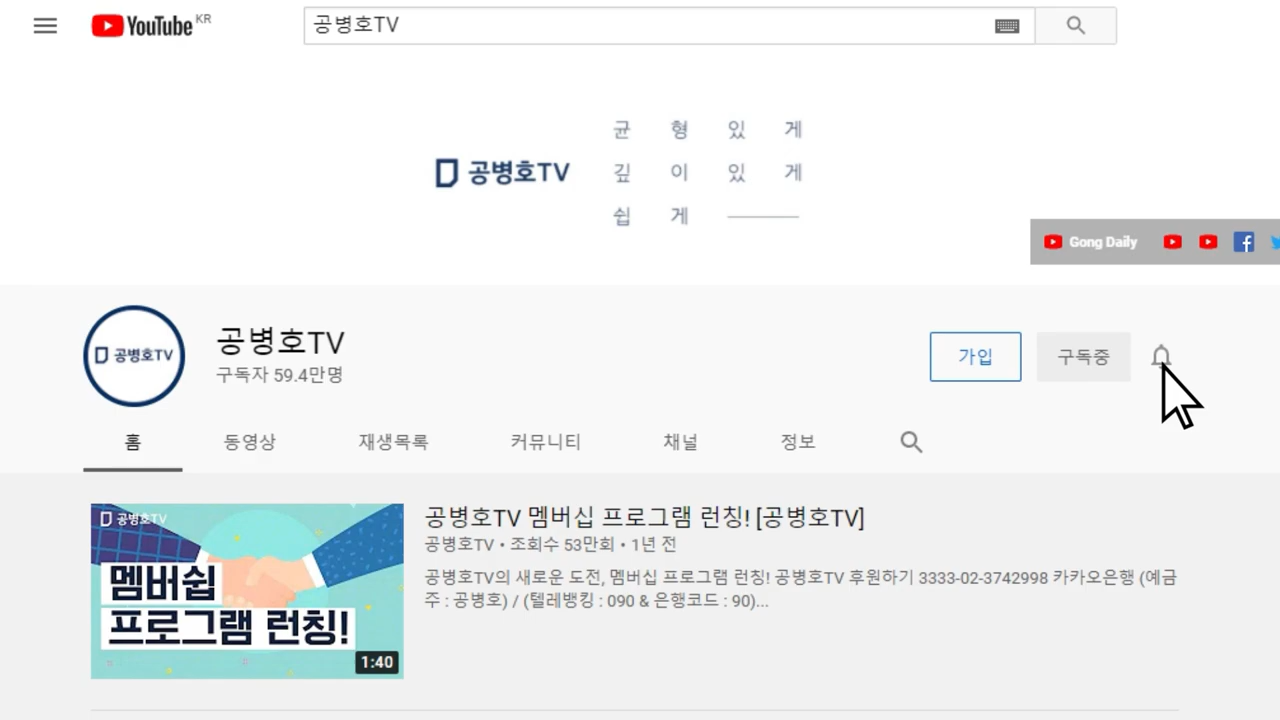 YouTube KR
공병호TV
균 형 있 게
공병호TV
깊 이 있 게
쉽 게
Gong Daily
공병호TV
공병호TV
구독자 59.4만명
가입
구독중
홈
동영상
재생목록
커뮤니티
채널
정보
공병호TV
멤버쉽
프로그램 런칭!
1:40
공병호TV 멤버십 프로그램 런칭! [공병호TV]
공병호TV • 조회수 53만회 • 1년 전
공병호TV의 새로운 도전, 멤버십 프로그램 런칭! 공병호TV 후원하기 3333-02-3742998 카카오은행 (예금
주 : 공병호) / (텔레뱅킹 : 090 & 은행코드 : 90)...